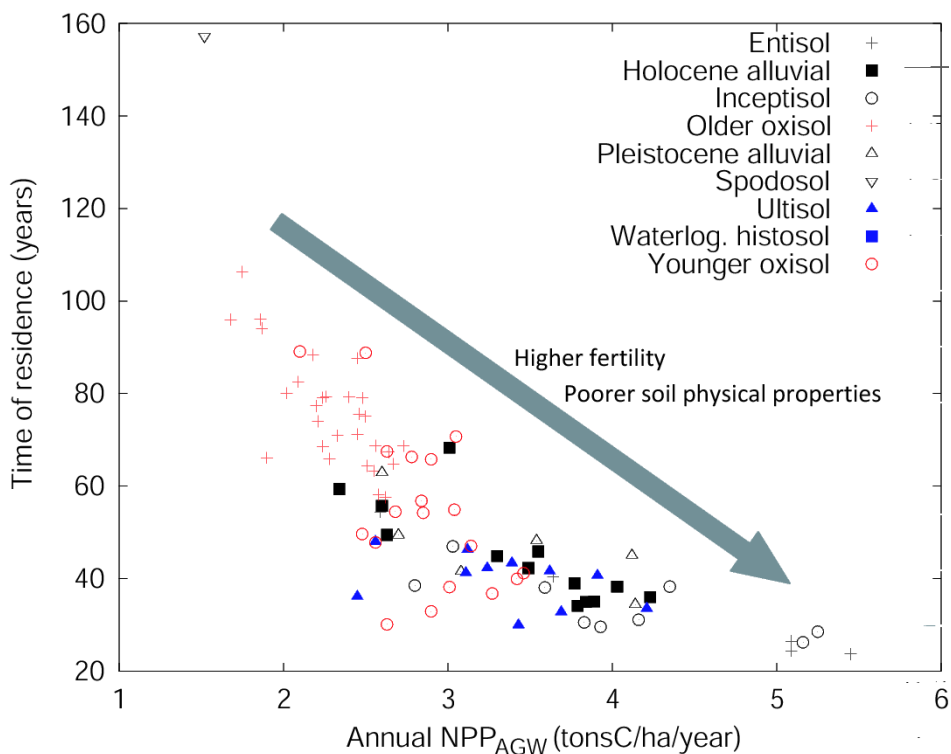 160
140
120
100
80
60
40
20
Time of residence (years)
Entisol
Holocene alluvial
Inceptisol
Older oxisol
Pleistocene alluvial
Spodosol
Ultisol
Waterlog. histosol
Younger oxisol
Higher fertility
Poorer soil physical properties
1 2 3 4 5 6
Annual NPP_AGW (tonsC/ha/year)